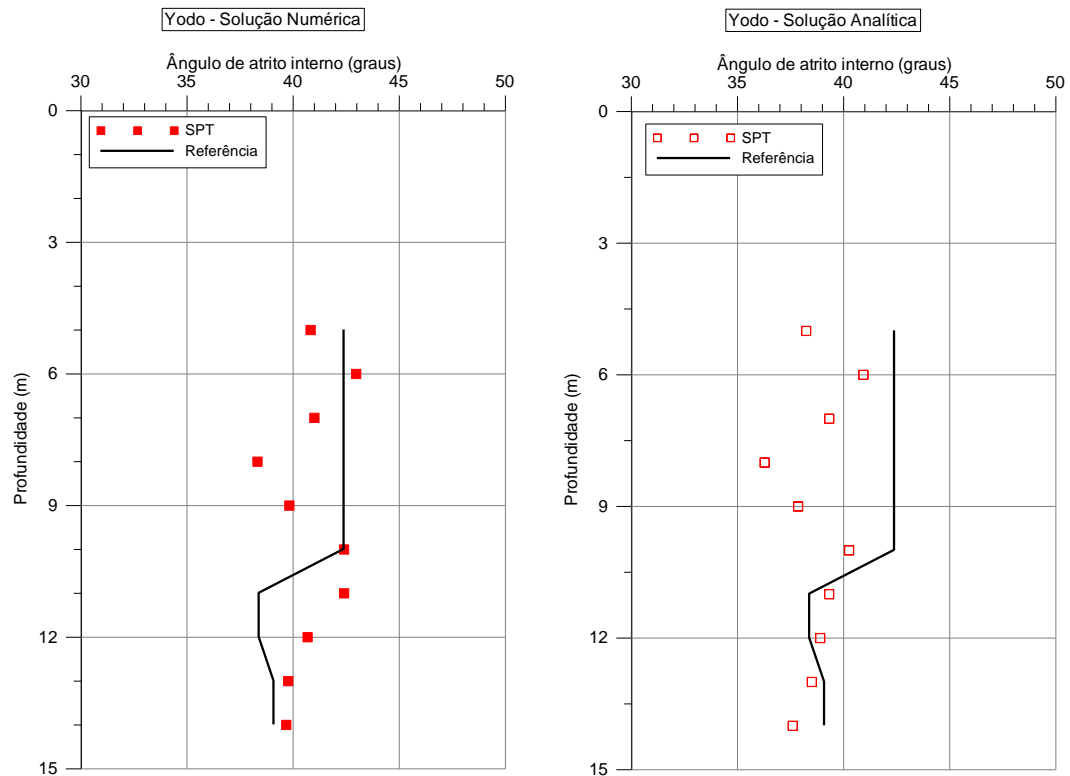 Yodo - Solução Numérica
Ângulo de atrito interno (graus)
30 35 40 45 50
0
3
6
9
12
15
Profundidade (m)
SPT
Referência
Yodo - Solução Analítica
Ângulo de atrito interno (graus)
30 35 40 45 50
0
3
6
9
12
15
Profundidade (m)
SPT
Referência